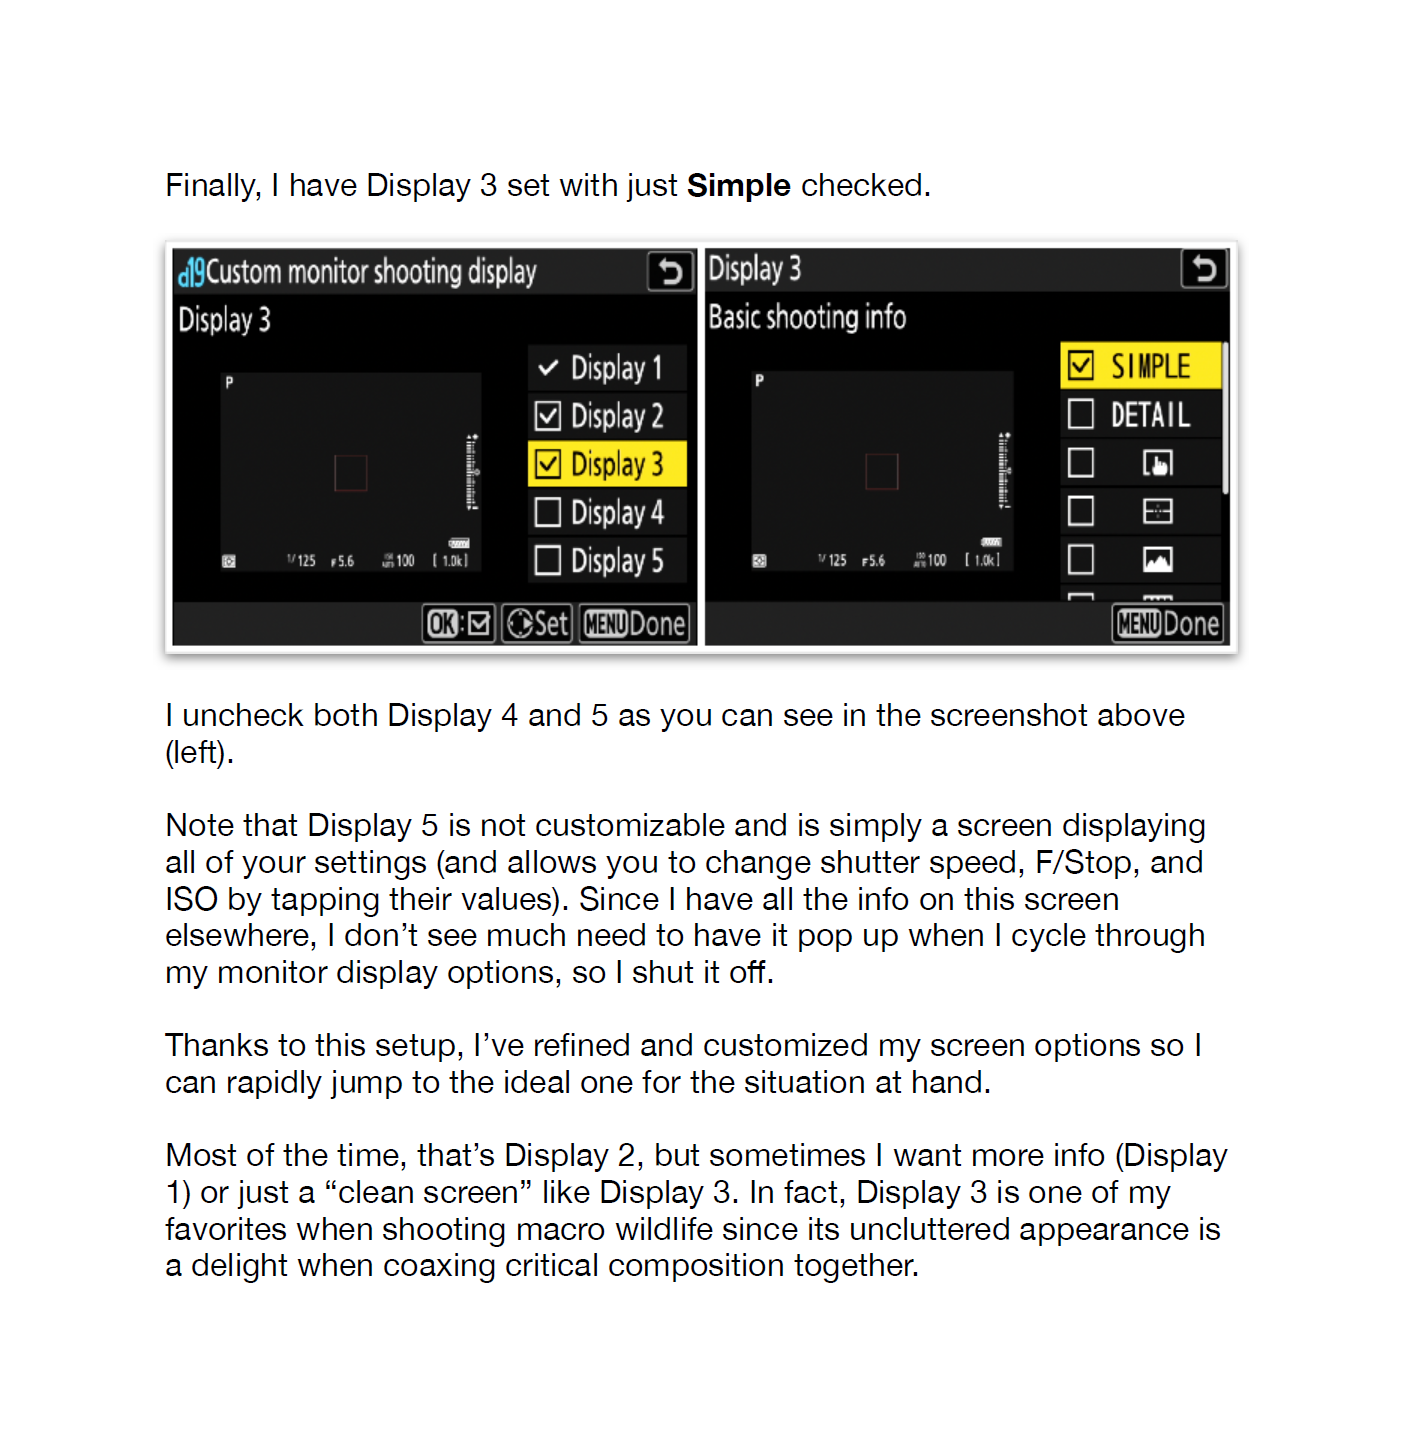 Finally, I have Display 3 set with just Simple checked.
d19 Custom monitor shooting display
Display 3
P
Display 1
Display 2
Display 3
Display 4
Display 5
1/125 F5.6 ISO AUTO 100 [ 1.0k]
OK: Set MENU Done
Display 3
Basic shooting info
P
SIMPLE
DETAIL
1/125 F5.6 ISO AUTO 100 [ 1.0k]
MENU Done
I uncheck both Display 4 and 5 as you can see in the screenshot above
(left).
Note that Display 5 is not customizable and is simply a screen displaying
all of your settings (and allows you to change shutter speed, F/Stop, and
ISO by tapping their values). Since I have all the info on this screen
elsewhere, I don’t see much need to have it pop up when I cycle through
my monitor display options, so I shut it off.
Thanks to this setup, I’ve refined and customized my screen options so I
can rapidly jump to the ideal one for the situation at hand.
Most of the time, that’s Display 2, but sometimes I want more info (Display
1) or just a “clean screen” like Display 3. In fact, Display 3 is one of my
favorites when shooting macro wildlife since its uncluttered appearance is
a delight when coaxing critical composition together.